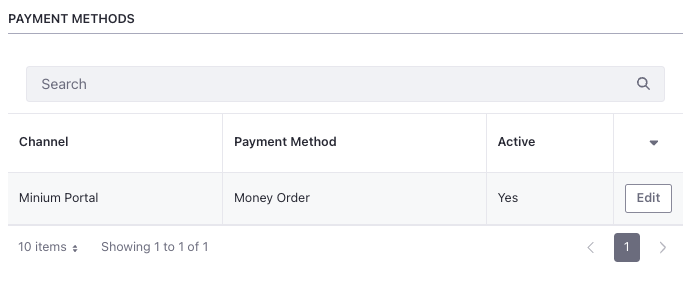 PAYMENT METHODS
Search
Channel Payment Method Active
Minium Portal Money Order Yes Edit
10 items Showing 1 to 1 of 1 1